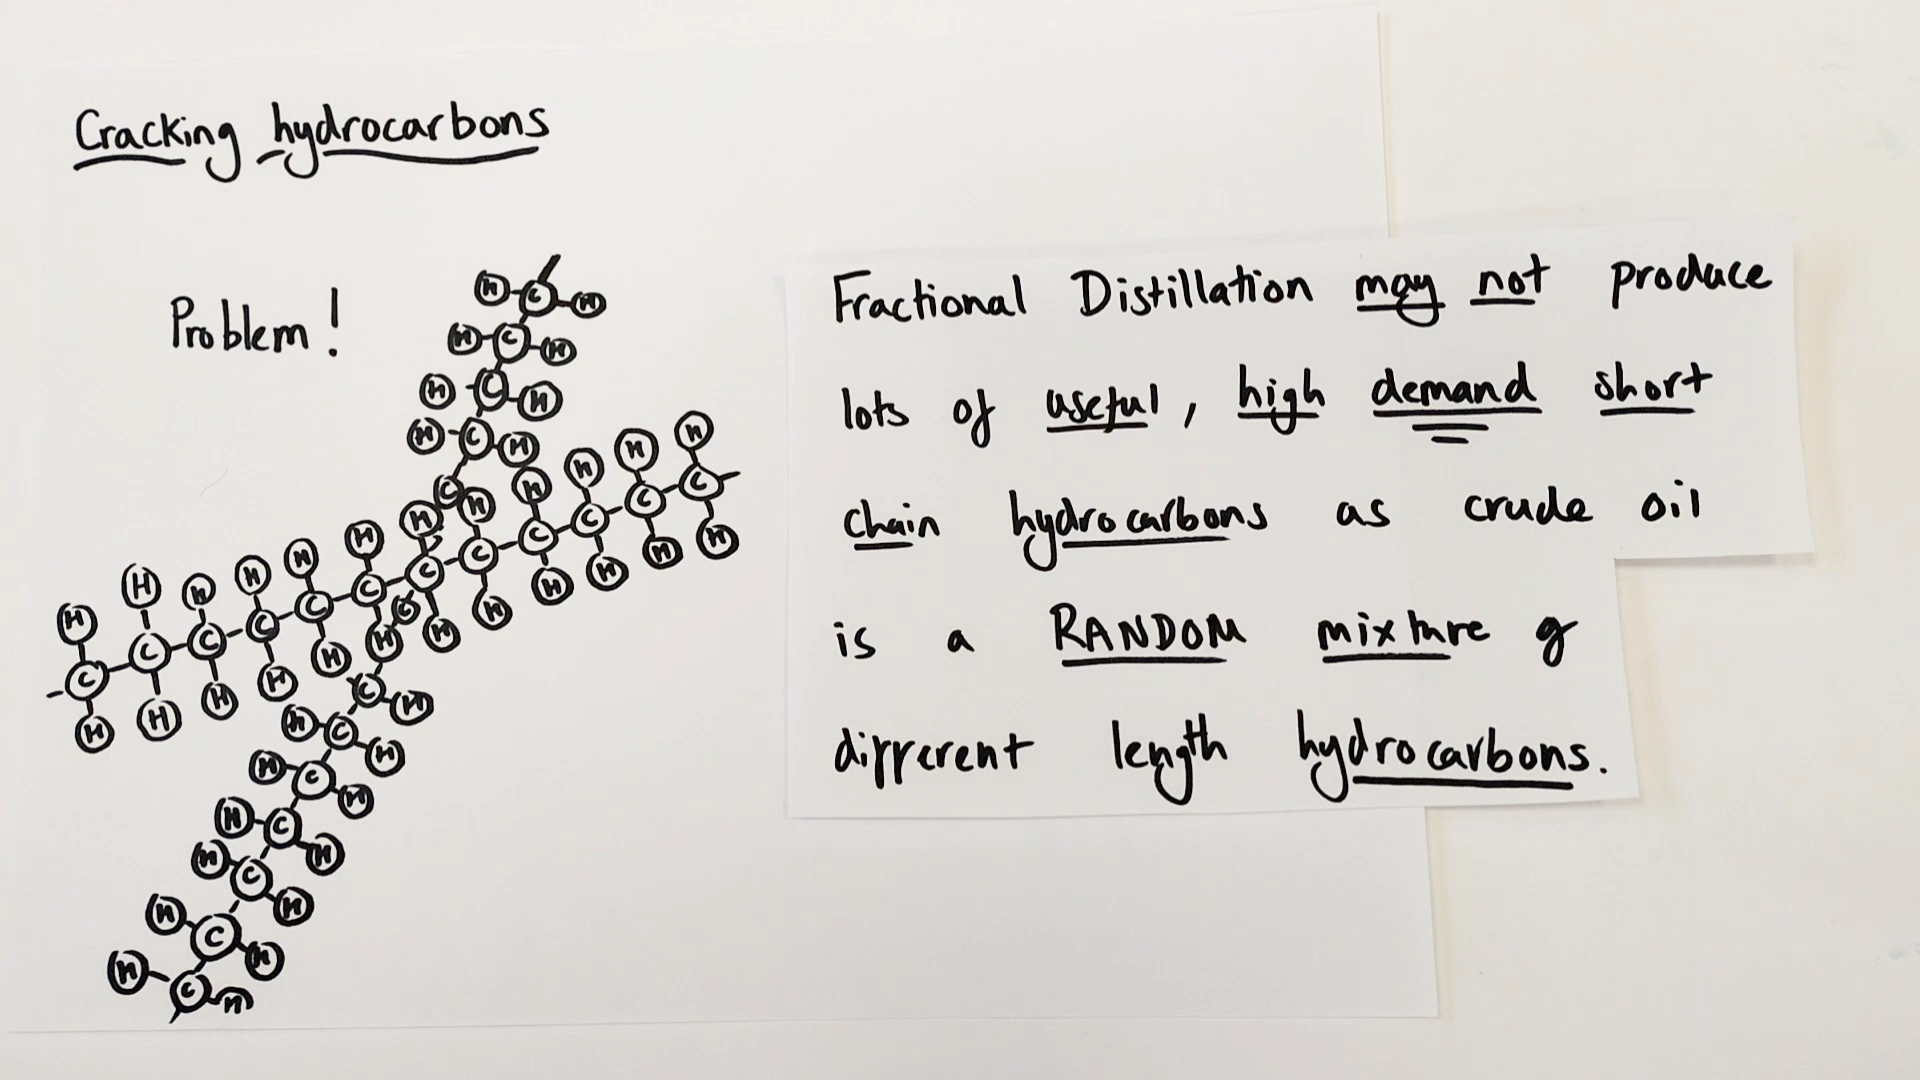 Cracking hydrocarbons
Problem!
Fractional Distillation may not produce
lots of useful, high demand short
chain hydrocarbons as crude oil
is a RANDOM mixture of
different length hydrocarbons.